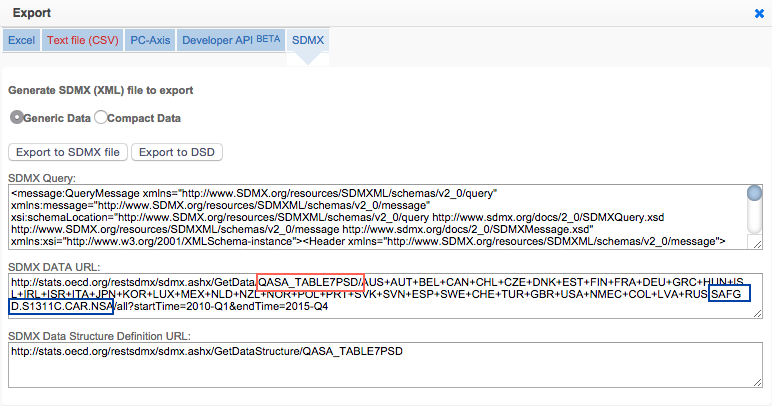 Export
Excel Text file (CSV) PC-Axis Developer API BETA SDMX
Generate SDMX (XML) file to export
Generic Data Compact Data
Export to SDMX file Export to DSD
SDMX Query:
<message:QueryMessage xmlns="http://www.SDMX.org/resources/SDMXML/schemas/v2_0/query"
xmlns:message="http://www.SDMX.org/resources/SDMXML/schemas/v2_0/message"
xsi:schemaLocation="http://www.SDMX.org/resources/SDMXML/schemas/v2_0/query http://www.sdmx.org/docs/2_0/SDMXQuery.xsd
http://www.SDMX.org/resources/SDMXML/schemas/v2_0/message http://www.sdmx.org/docs/2_0/SDMXMessage.xsd"
xmlns:xsi="http://www.w3.org/2001/XMLSchema-instance"><Header xmlns="http://www.SDMX.org/resources/SDMXML/schemas/v2_0/message">
SDMX DATA URL:
http://stats.oecd.org/restsdmx/sdmx.ashx/GetData/QASA_TABLE7PSD/AUS+AUT+BEL+CAN+CHL+CZE+DNK+EST+FIN+FRA+DEU+GRC+HUN+IS
L+IRL+ISR+ITA+JPN+KOR+LUX+MEX+NLD+NZL+NOR+POL+PRT+SVK+SVN+ESP+SWE+CHE+TUR+GBR+USA+NMEC+COL+LVA+RUS.SAFG
D.S1311C.CAR.NSA/all?startTime=2010-Q1&endTime=2015-Q4
SDMX Data Structure Definition URL:
http://stats.oecd.org/restsdmx/sdmx.ashx/GetDataStructure/QASA_TABLE7PSD